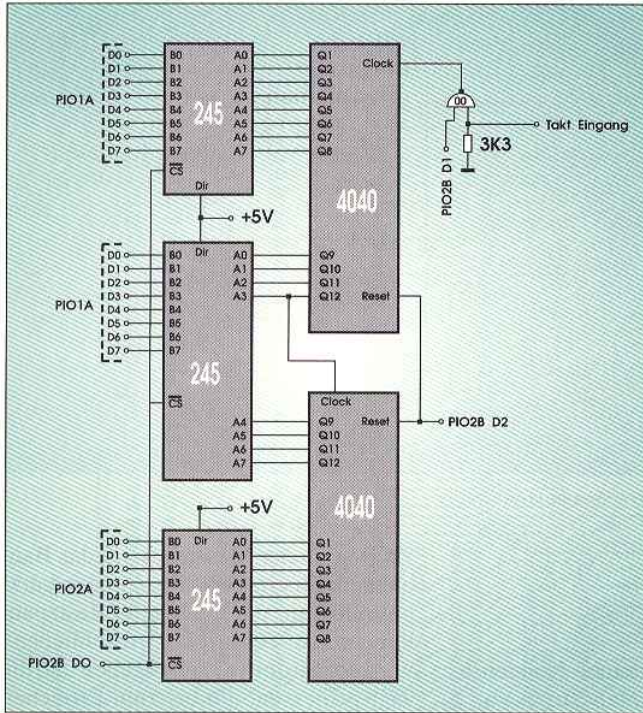 D0 B0 A0 Q1
D1 B1 A1 Q2 Clock
D2 B2 A2 Q3
D3 B3 A3 Q4
PIO1A D4 B4 245 A4 Q5 00 Takt Eingang
D5 B5 A5 Q6
D6 B6 A6 Q7 3K3
D7 B7 A7 Q8
CS PIO2B D1
Dir 4040
+5V
Dir
D0 B0 A0 Q9
D1 B1 A1 Q10
D2 B2 A2 Q11
PIO1A D3 B3 A3 Q12 Reset
D4 B4
D5 B5
D6 B6
D7 B7
245
CS Clock
A4 Q9 Reset PIO2B D2
A5 Q10
A6 Q11
A7 Q12
+5V 4040
Dir
D0 B0 A0 Q1
D1 B1 A1 Q2
D2 B2 A2 Q3
PIO2A D3 B3 A3 Q4
D4 B4 245 A4 Q5
D5 B5 A5 Q6
D6 B6 A6 Q7
D7 B7 A7 Q8
PIO2B DO CS